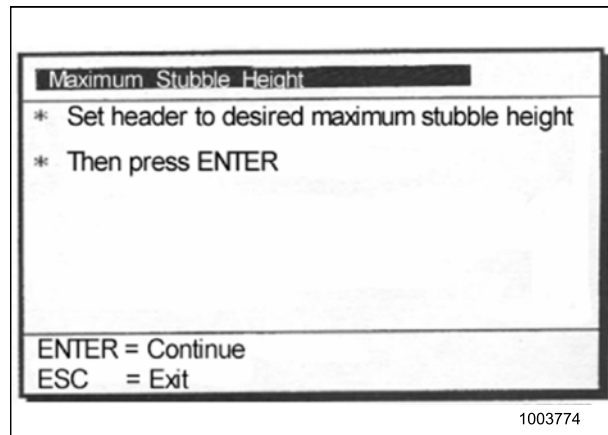 Maximum Stubble Height
* Set header to desired maximum stubble height
* Then press ENTER
ENTER = Continue
ESC = Exit
1003774